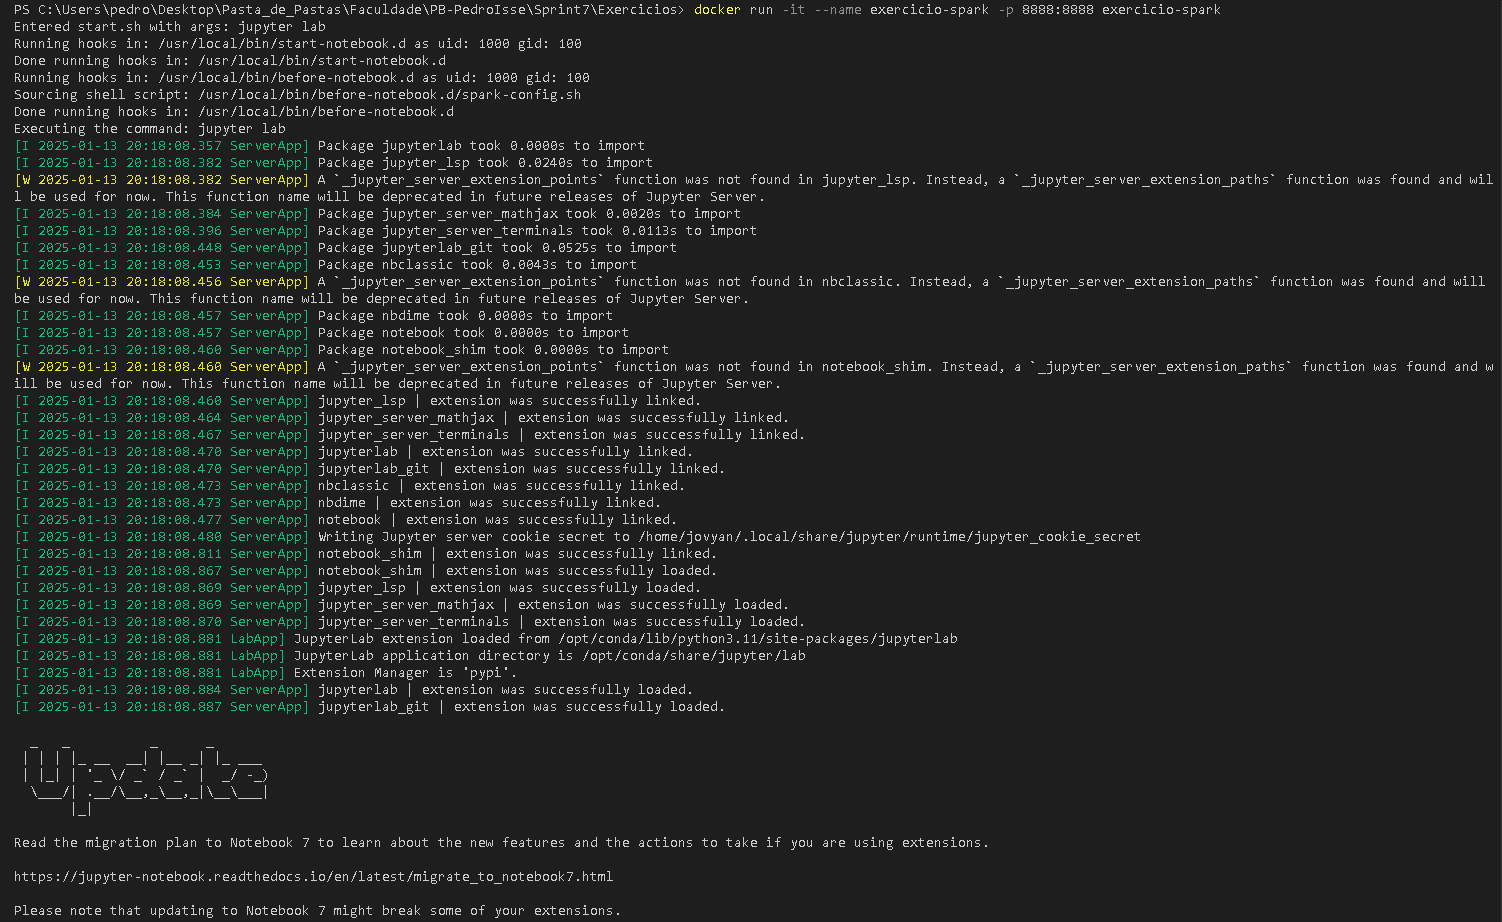 PS C:\Users\pedro\Desktop\Pasta_de_Pastas\Faculdade\PB-PedroIsse\Sprint7\Exercicios> docker run -it --name exercicio-spark -p 8888:8888 exercicio-spark
Entered start.sh with args: jupyter lab
Running hooks in: /usr/local/bin/start-notebook.d as uid: 1000 gid: 100
Done running hooks in: /usr/local/bin/start-notebook.d
Running hooks in: /usr/local/bin/before-notebook.d as uid: 1000 gid: 100
Sourcing shell script: /usr/local/bin/before-notebook.d/spark-config.sh
Done running hooks in: /usr/local/bin/before-notebook.d
Executing the command: jupyter lab
[I 2025-01-13 20:18:08.357 ServerApp] Package jupyterlab took 0.0000s to import
[I 2025-01-13 20:18:08.382 ServerApp] Package jupyter_lsp took 0.0240s to import
[W 2025-01-13 20:18:08.382 ServerApp] A `_jupyter_server_extension_points` function was not found in jupyter_lsp. Instead, a `_jupyter_server_extension_paths` function was found and wil
l be used for now. This function name will be deprecated in future releases of Jupyter Server.
[I 2025-01-13 20:18:08.384 ServerApp] Package jupyter_server_mathjax took 0.0020s to import
[I 2025-01-13 20:18:08.396 ServerApp] Package jupyter_server_terminals took 0.0113s to import
[I 2025-01-13 20:18:08.448 ServerApp] Package jupyterlab_git took 0.0525s to import
[I 2025-01-13 20:18:08.453 ServerApp] Package nbclassic took 0.0043s to import
[W 2025-01-13 20:18:08.456 ServerApp] A `_jupyter_server_extension_points` function was not found in nbclassic. Instead, a `_jupyter_server_extension_paths` function was found and will
be used for now. This function name will be deprecated in future releases of Jupyter Server.
[I 2025-01-13 20:18:08.457 ServerApp] Package nbdime took 0.0000s to import
[I 2025-01-13 20:18:08.457 ServerApp] Package notebook took 0.0000s to import
[I 2025-01-13 20:18:08.460 ServerApp] Package notebook_shim took 0.0000s to import
[W 2025-01-13 20:18:08.460 ServerApp] A `_jupyter_server_extension_points` function was not found in notebook_shim. Instead, a `_jupyter_server_extension_paths` function was found and w
ill be used for now. This function name will be deprecated in future releases of Jupyter Server.
[I 2025-01-13 20:18:08.460 ServerApp] jupyter_lsp | extension was successfully linked.
[I 2025-01-13 20:18:08.464 ServerApp] jupyter_server_mathjax | extension was successfully linked.
[I 2025-01-13 20:18:08.467 ServerApp] jupyter_server_terminals | extension was successfully linked.
[I 2025-01-13 20:18:08.470 ServerApp] jupyterlab | extension was successfully linked.
[I 2025-01-13 20:18:08.470 ServerApp] jupyterlab_git | extension was successfully linked.
[I 2025-01-13 20:18:08.473 ServerApp] nbclassic | extension was successfully linked.
[I 2025-01-13 20:18:08.473 ServerApp] nbdime | extension was successfully linked.
[I 2025-01-13 20:18:08.477 ServerApp] notebook | extension was successfully linked.
[I 2025-01-13 20:18:08.480 ServerApp] Writing Jupyter server cookie secret to /home/jovyan/.local/share/jupyter/runtime/jupyter_cookie_secret
[I 2025-01-13 20:18:08.811 ServerApp] notebook_shim | extension was successfully linked.
[I 2025-01-13 20:18:08.867 ServerApp] notebook_shim | extension was successfully loaded.
[I 2025-01-13 20:18:08.869 ServerApp] jupyter_lsp | extension was successfully loaded.
[I 2025-01-13 20:18:08.869 ServerApp] jupyter_server_mathjax | extension was successfully loaded.
[I 2025-01-13 20:18:08.870 ServerApp] jupyter_server_terminals | extension was successfully loaded.
[I 2025-01-13 20:18:08.881 LabApp] JupyterLab extension loaded from /opt/conda/lib/python3.11/site-packages/jupyterlab
[I 2025-01-13 20:18:08.881 LabApp] JupyterLab application directory is /opt/conda/share/jupyter/lab
[I 2025-01-13 20:18:08.881 LabApp] Extension Manager is 'pypi'.
[I 2025-01-13 20:18:08.884 ServerApp] jupyterlab | extension was successfully loaded.
[I 2025-01-13 20:18:08.887 ServerApp] jupyterlab_git | extension was successfully loaded.
Update
Read the migration plan to Notebook 7 to learn about the new features and the actions to take if you are using extensions.
https://jupyter-notebook.readthedocs.io/en/latest/migrate_to_notebook7.html
Please note that updating to Notebook 7 might break some of your extensions.